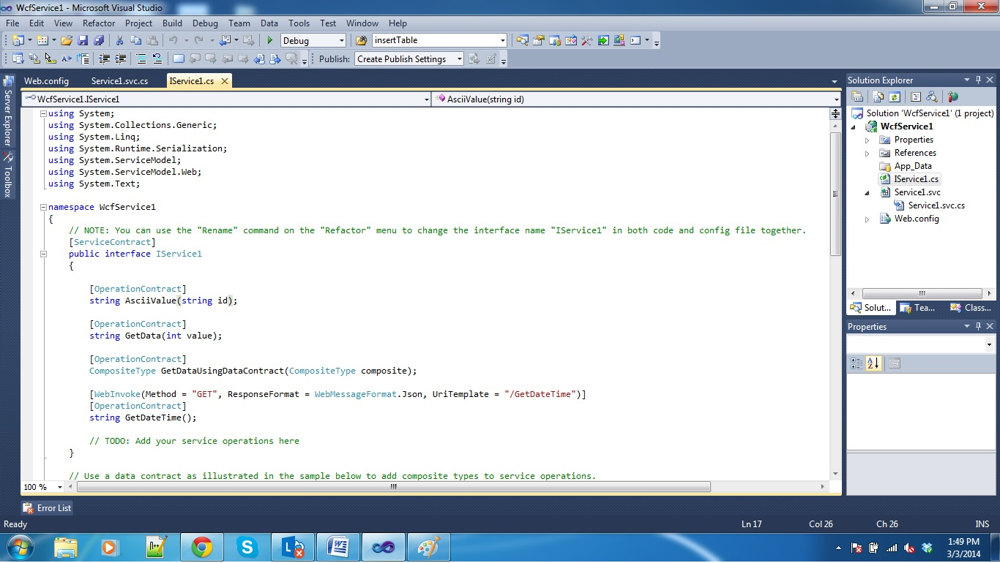 WcfService1 - Microsoft Visual Studio
File Edit View Refactor Project Build Debug Team Data Tools Test Window Help
Debug insertTable
Publish: Create Publish Settings
Server Explorer
Toolbox
Web.config Service1.svc.cs IService1.cs
WcfService1.IService1 AsciiValue(string id)
using System;
using System.Collections.Generic;
using System.Linq;
using System.Runtime.Serialization;
using System.ServiceModel;
using System.ServiceModel.Web;
using System.Text;
namespace WcfService1
{
// NOTE: You can use the "Rename" command on the "Refactor" menu to change the interface name "IService1" in both code and config file together.
[ServiceContract]
public interface IService1
{
[OperationContract]
string AsciiValue(string id);
[OperationContract]
string GetData(int value);
[OperationContract]
CompositeType GetDataUsingDataContract(CompositeType composite);
[WebInvoke(Method = "GET", ResponseFormat = WebMessageFormat.Json, UriTemplate = "/GetDateTime")]
[OperationContract]
string GetDateTime();
// TODO: Add your service operations here
}
// Use a data contract as illustrated in the sample below to add composite types to service operations.
100 %
Solution Explorer
Solution 'WcfService1' (1 project)
WcfService1
Properties
References
App_Data
IService1.cs
Service1.svc
Service1.svc.cs
Web.config
Solut... Tea... Class...
Properties
Error List
Ready Ln 17 Col 26 Ch 26 INS
1:49 PM
3/3/2014